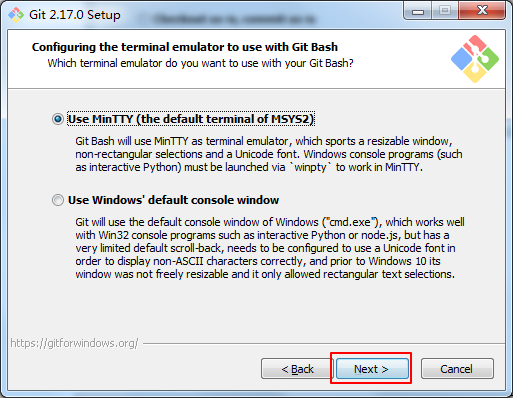 Git 2.17.0 Setup
Configuring the terminal emulator to use with Git Bash
Which terminal emulator do you want to use with your Git Bash?
Use MinTTY (the default terminal of MSYS2)
Git Bash will use MinTTY as terminal emulator, which sports a resizable window,
non-rectangular selections and a Unicode font. Windows console programs (such
as interactive Python) must be launched via `winpty` to work in MinTTY.
Use Windows' default console window
Git will use the default console window of Windows ("cmd.exe"), which works well
with Win32 console programs such as interactive Python or node.js, but has a
very limited default scroll-back, needs to be configured to use a Unicode font in
order to display non-ASCII characters correctly, and prior to Windows 10 its
window was not freely resizable and it only allowed rectangular text selections.
https://gitforwindows.org/
< Back
Next >
Cancel